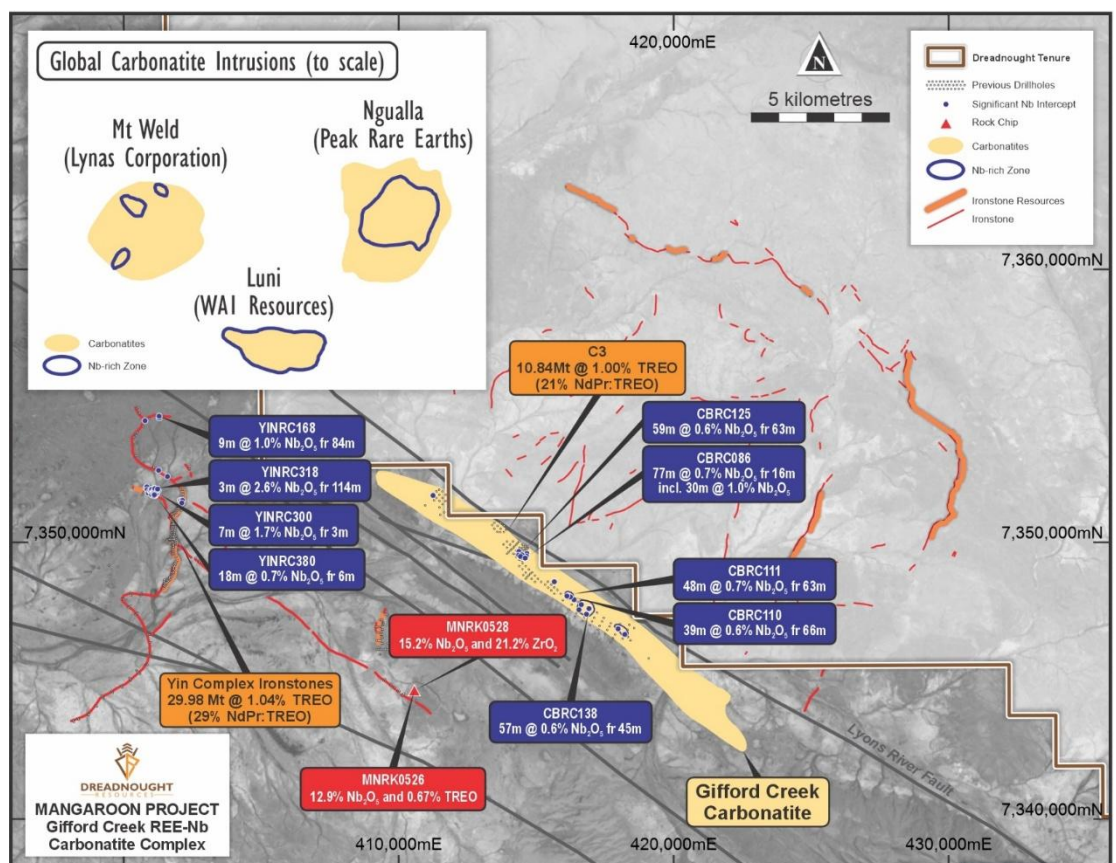 Global Carbonatite Intrusions (to scale)
Mt Weld
(Lynas Corporation)
Ngualla
(Peak Rare Earths)
Luni
(WA1 Resources)
Carbonatites
Nb-rich Zone
420,000mE
N
5 kilometres
Dreadnought Tenure
Previous Drillholes
Significant Nb Intercept
Rock Chip
Carbonatites
Nb-rich Zone
Ironstone Resources
Ironstone
7,360,000mN
C3
10.84Mt @ 1.00% TREO
(21% NdPr:TREO)
YINRC168
9m @ 1.0% Nb₂O₅ fr 84m
YINRC318
3m @ 2.6% Nb₂O₅ fr 114m
YINRC300
7m @ 1.7% Nb₂O₅ fr 3m
YINRC380
18m @ 0.7% Nb₂O₅ fr 6m
CBRC125
59m @ 0.6% Nb₂O₅ fr 63m
CBRC086
77m @ 0.7% Nb₂O₅ fr 16m
incl. 30m @ 1.0% Nb₂O₅
7,350,000mN
7,350,000mN
CBRC111
48m @ 0.7% Nb₂O₅ fr 63m
CBRC110
39m @ 0.6% Nb₂O₅ fr 66m
MNRK0528
15.2% Nb₂O₅ and 21.2% ZrO₂
Yin Complex Ironstones
29.98 Mt @ 1.04% TREO
(29% NdPr:TREO)
CBRC138
57m @ 0.6% Nb₂O₅ fr 45m
MNRK0526
12.9% Nb₂O₅ and 0.67% TREO
Gifford Creek
Carbonatite
Lyons River Fault
7,340,000mN
DREADNOUGHT
RESOURCES
MANGAROON PROJECT
Gifford Creek REE-Nb
Carbonatite Complex
410,000mE
420,000mE
430,000mE